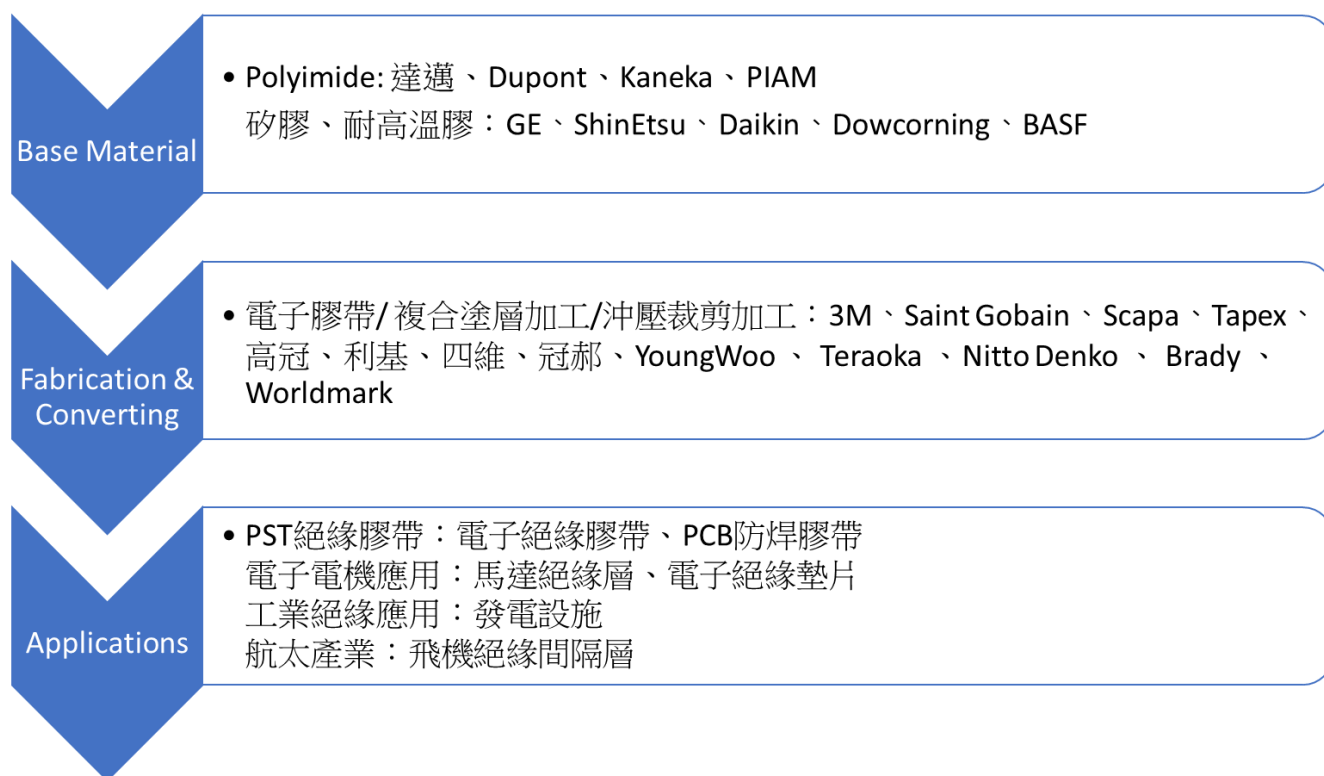 Base Material
• Polyimide: 達邁、Dupont、Kaneka、PIAM
矽膠、耐高溫膠：GE、ShinEtsu、Daikin、Dowcorning、BASF
Fabrication &
Converting
• 電子膠帶/ 複合塗層加工/沖壓裁剪加工：3M、Saint Gobain、Scapa、Tapex、
高冠、利基、四維、冠郝、YoungWoo 、 Teraoka 、Nitto Denko 、 Brady 、
Worldmark
Applications
• PST絕緣膠帶：電子絕緣膠帶、PCB防焊膠帶
電子電機應用：馬達絕緣層、電子絕緣墊片
工業絕緣應用：發電設施
航太產業：飛機絕緣間隔層